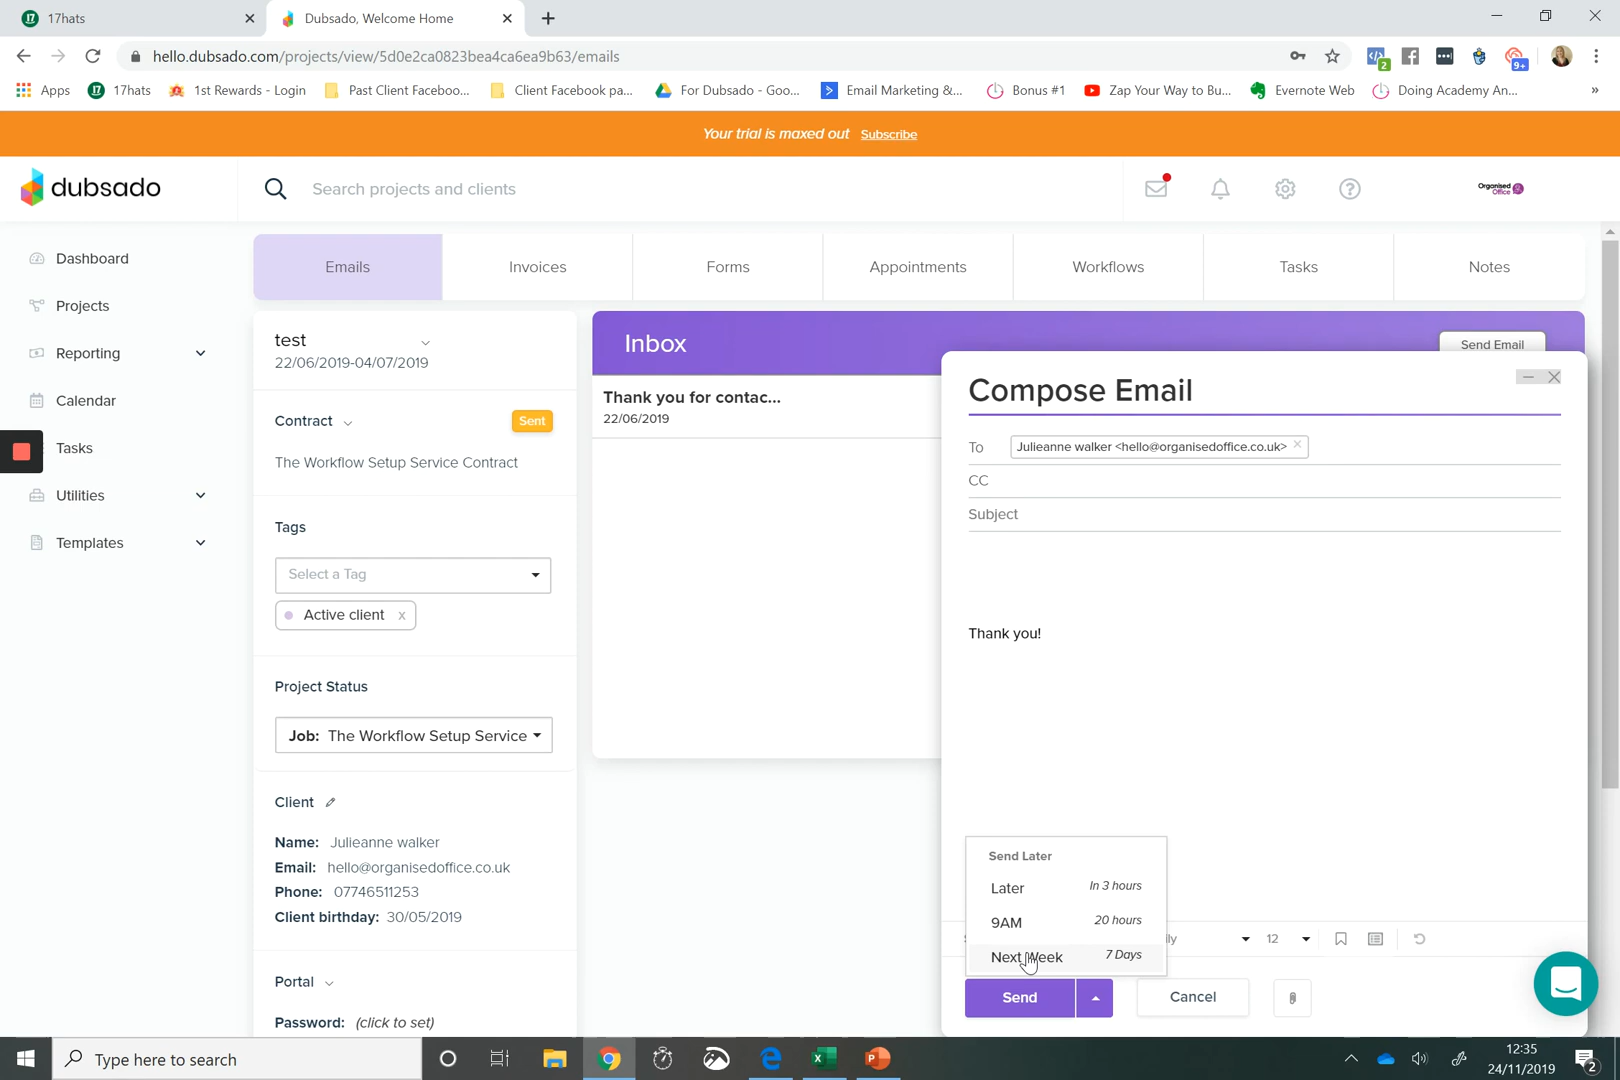 17hats
Dubsado, Welcome Home
hello.dubsado.com/projects/view/5d0e2ca0823bea4ca6ea9b63/emails
2
9+
Apps
17hats
1st Rewards - Login
Past Client Faceboo...
Client Facebook pa...
For Dubsado - Goo...
Email Marketing &...
Bonus #1
Zap Your Way to Bu...
Evernote Web
Doing Academy An...
»
Your trial is maxed out Subscribe
dubsado
Search projects and clients
Organised Office
Dashboard
Projects
Reporting
Calendar
Tasks
Utilities
Templates
Emails
Invoices
Forms
Appointments
Workflows
Tasks
Notes
test
22/06/2019-04/07/2019
Contract
Sent
The Workflow Setup Service Contract
Tags
Select a Tag
Active client x
Project Status
Job: The Workflow Setup Service
Client
Name: Julieanne walker
Email: hello@organisedoffice.co.uk
Phone: 07746511253
Client birthday: 30/05/2019
Portal
Password: (click to set)
Inbox
Send Email
Thank you for contac...
22/06/2019
Compose Email
To Julieanne walker <hello@organisedoffice.co.uk>
CC
Subject
Thank you!
Send Later
Later In 3 hours
9AM 20 hours
Next Week 7 Days
ily
12
Send
Cancel
Type here to search
12:35
24/11/2019
2